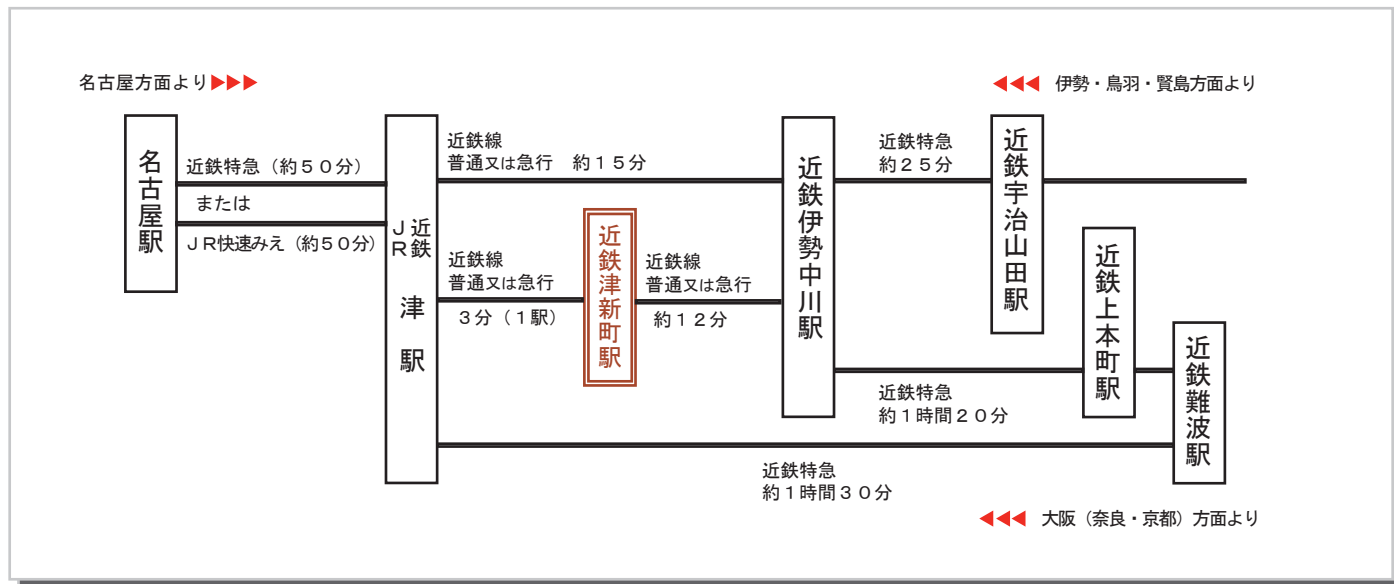 名古屋方面より▶▶▶
◀◀◀ 伊勢・鳥羽・賢島方面より
名古屋駅
近鉄特急（約５０分）
または
ＪＲ快速みえ（約５０分）
近鉄
ＪＲ
津駅
近鉄線
普通又は急行　約１５分
近鉄線
普通又は急行
３分（１駅）
近鉄津新町駅
近鉄線
普通又は急行
約１２分
近鉄伊勢中川駅
近鉄特急
約２５分
近鉄宇治山田駅
近鉄特急
約１時間２０分
近鉄上本町駅
近鉄難波駅
近鉄特急
約１時間３０分
◀◀◀ 大阪（奈良・京都）方面より